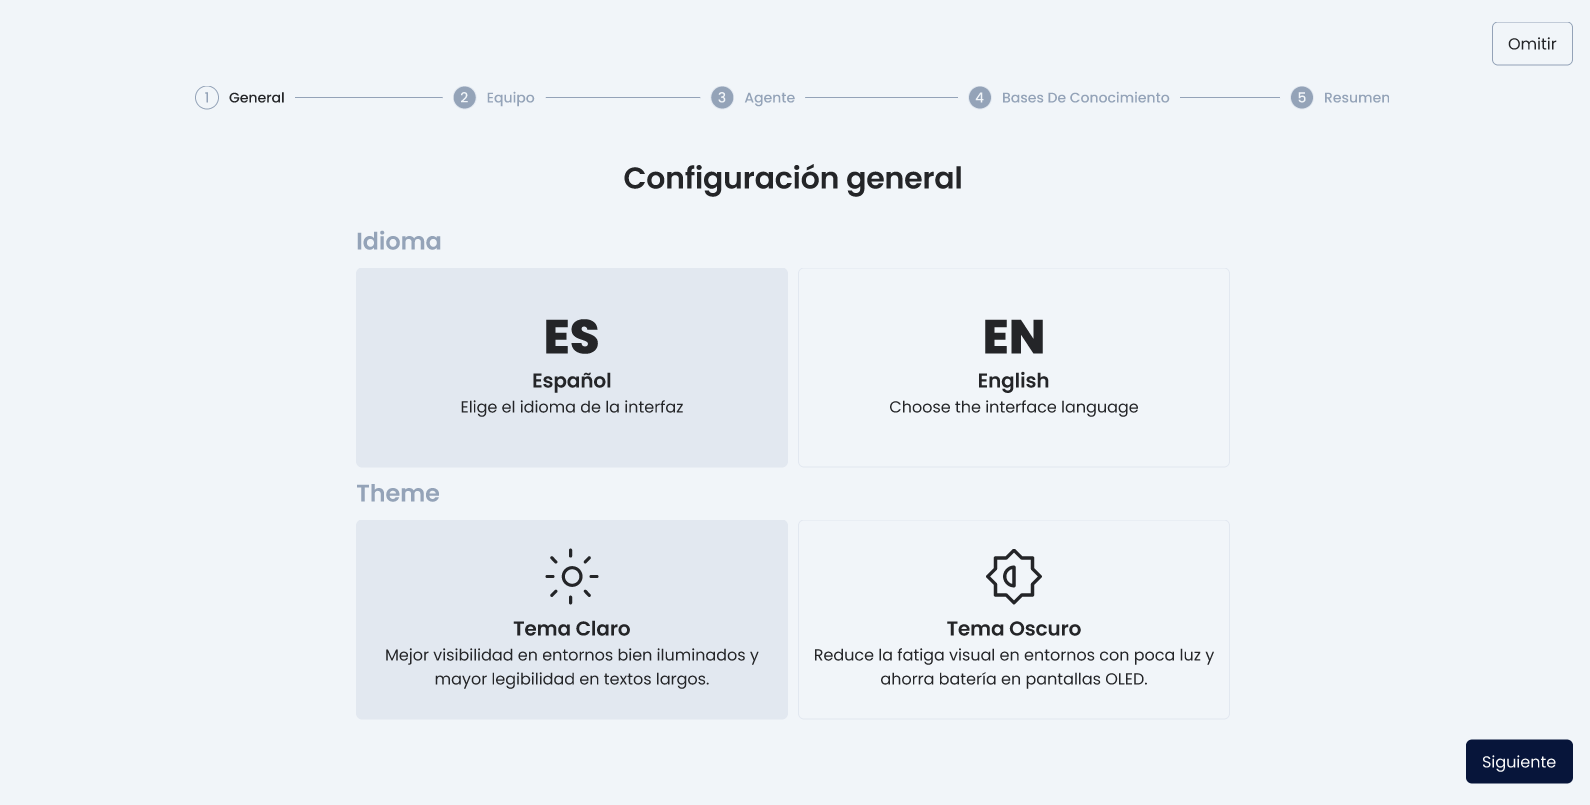 Omitir
1 General 2 Equipo 3 Agente 4 Bases De Conocimiento 5 Resumen
Configuración general
Idioma
ES
Español
Elige el idioma de la interfaz
EN
English
Choose the interface language
Theme
Tema Claro
Mejor visibilidad en entornos bien iluminados y
mayor legibilidad en textos largos.
Tema Oscuro
Reduce la fatiga visual en entornos con poca luz y
ahorra batería en pantallas OLED.
Siguiente